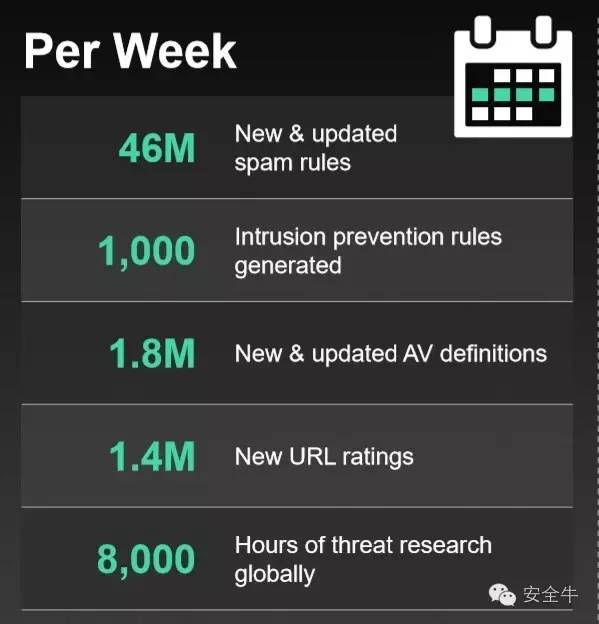 Per Week
46M
New & updated
spam rules
1,000
Intrusion prevention rules
generated
1.8M
New & updated AV definitions
1.4M
New URL ratings
8,000
Hours of threat research
globally
安全牛